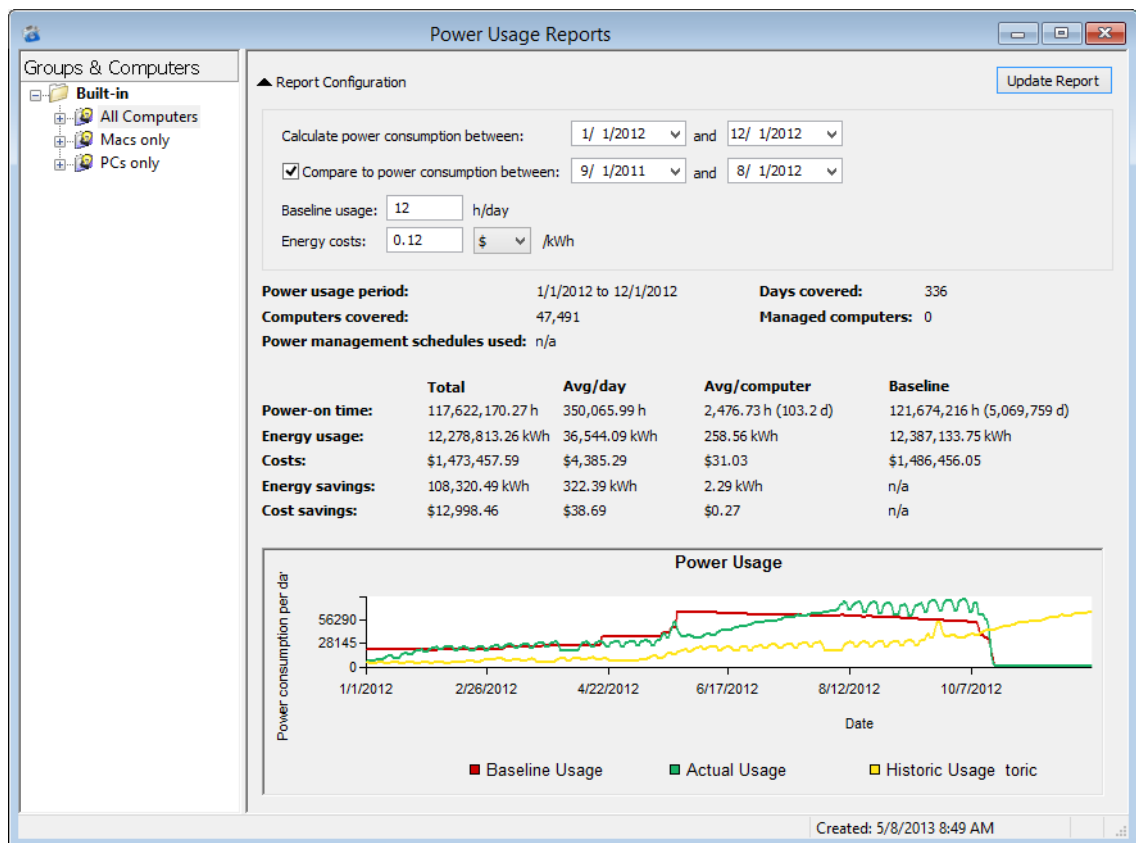 Power Usage Reports
Groups & Computers
Built-in
All Computers
Macs only
PCs only
Report Configuration
Update Report
Calculate power consumption between: 1/ 1/2012 and 12/ 1/2012
Compare to power consumption between: 9/ 1/2011 and 8/ 1/2012
Baseline usage: 12 h/day
Energy costs: 0.12 $ /kWh
Power usage period: 1/1/2012 to 12/1/2012 Days covered: 336
Computers covered: 47,491 Managed computers: 0
Power management schedules used: n/a
Total Avg/day Avg/computer Baseline
Power-on time: 117,622,170.27 h 350,065.99 h 2,476.73 h (103.2 d) 121,674,216 h (5,069,759 d)
Energy usage: 12,278,813.26 kWh 36,544.09 kWh 258.56 kWh 12,387,133.75 kWh
Costs: $1,473,457.59 $4,385.29 $31.03 $1,486,456.05
Energy savings: 108,320.49 kWh 322.39 kWh 2.29 kWh n/a
Cost savings: $12,998.46 $38.69 $0.27 n/a
Power Usage
Power consumption per da
56290
28145
0
1/1/2012 2/26/2012 4/22/2012 6/17/2012 8/12/2012 10/7/2012
Date
Baseline Usage Actual Usage Historic Usage toric
Created: 5/8/2013 8:49 AM